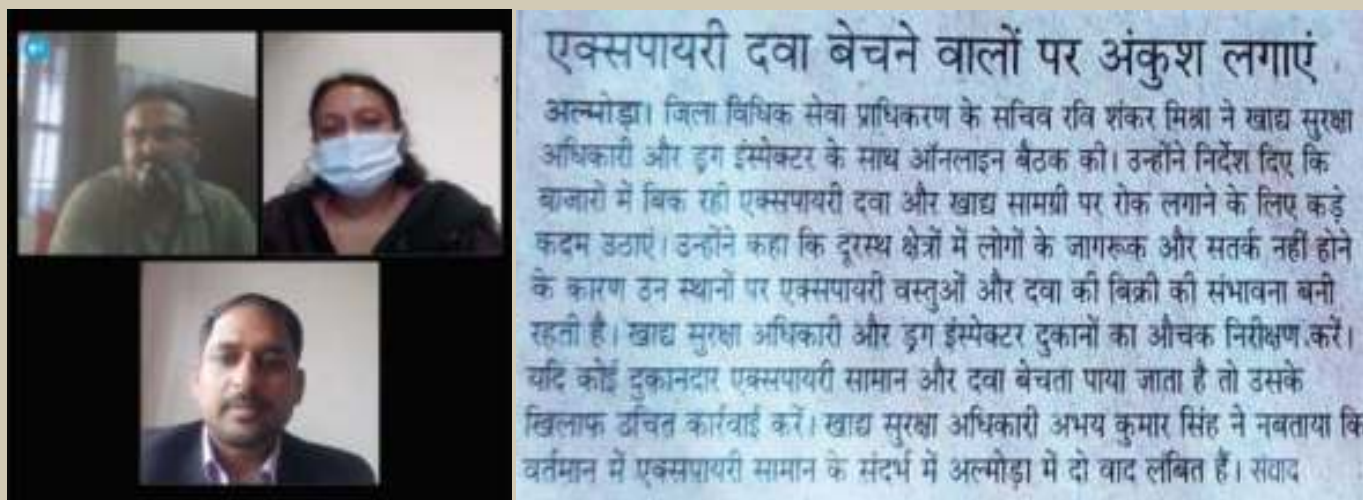 एक्सपायरी दवा बेचने वालों पर अंकुश लगाएं
अल्मोड़ा। जिला विधिक सेवा प्राधिकरण के सचिव रवि शंकर मिश्रा ने खाद्य सुरक्षा
अधिकारी और ड्रग इंस्पेक्टर के साथ ऑनलाइन बैठक की। उन्होंने निर्देश दिए कि
बाजारों में बिक रही एक्सपायरी दवा और खाद्य सामग्री पर रोक लगाने के लिए कड़े
कदम उठाएं। उन्होंने कहा कि दूरस्थ क्षेत्रों में लोगों के जागरूक और सतर्क नहीं होने
के कारण उन स्थानों पर एक्सपायरी वस्तुओं और दवा की बिक्री की संभावना बनी
रहती है। खाद्य सुरक्षा अधिकारी और ड्रग इंस्पेक्टर दुकानों का औचक निरीक्षण करें।
यदि कोई दुकानदार एक्सपायरी सामान और दवा बेचता पाया जाता है तो उसके
खिलाफ उचित कार्रवाई करें। खाद्य सुरक्षा अधिकारी अभय कुमार सिंह ने नबताया कि
वर्तमान में एक्सपायरी सामान के संदर्भ में अल्मोड़ा में दो वाद लंबित हैं। संवाद